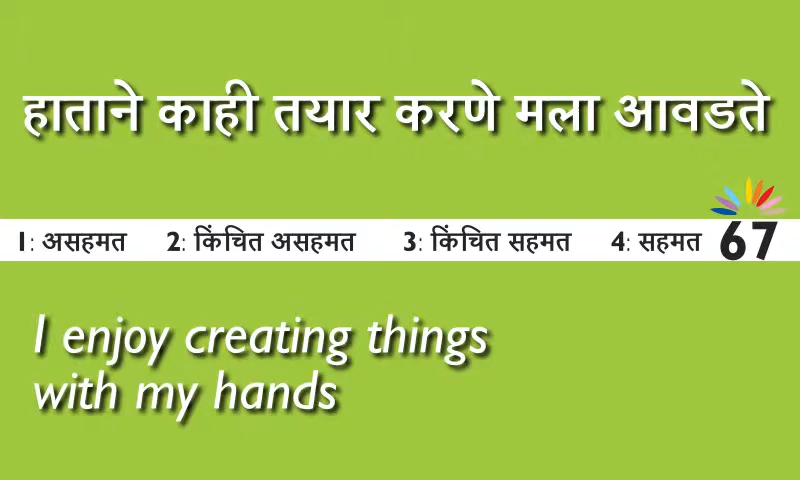 हाताने काही तयार करणे मला आवडते
1: असहमत 2: किंचित असहमत 3: किंचित सहमत 4: सहमत 67
I enjoy creating things
with my hands